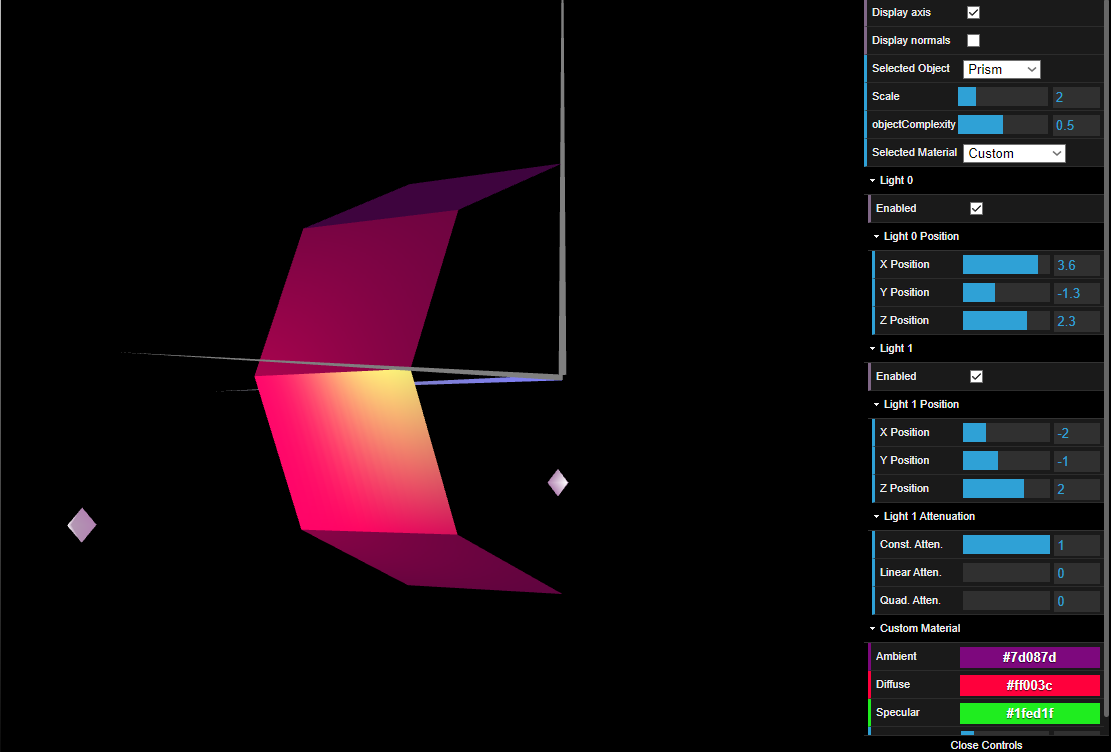 Display axis
Display normals
Selected Object Prism
Scale 2
objectComplexity 0.5
Selected Material Custom
Light 0
Enabled
Light 0 Position
X Position 3.6
Y Position -1.3
Z Position 2.3
Light 1
Enabled
Light 1 Position
X Position -2
Y Position -1
Z Position 2
Light 1 Attenuation
Const. Atten. 1
Linear Atten. 0
Quad. Atten. 0
Custom Material
Ambient #7d087d
Diffuse #ff003c
Specular #1fed1f
Close Controls